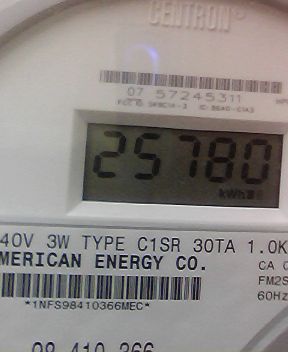 CENTRON®
07 57245311
25780
kWh
40V 3W TYPE C1SR 30TA 1.0K
MERICAN ENERGY CO.
CA
FM2S
60Hz
*1NFS98410366MEC*
98 410 366